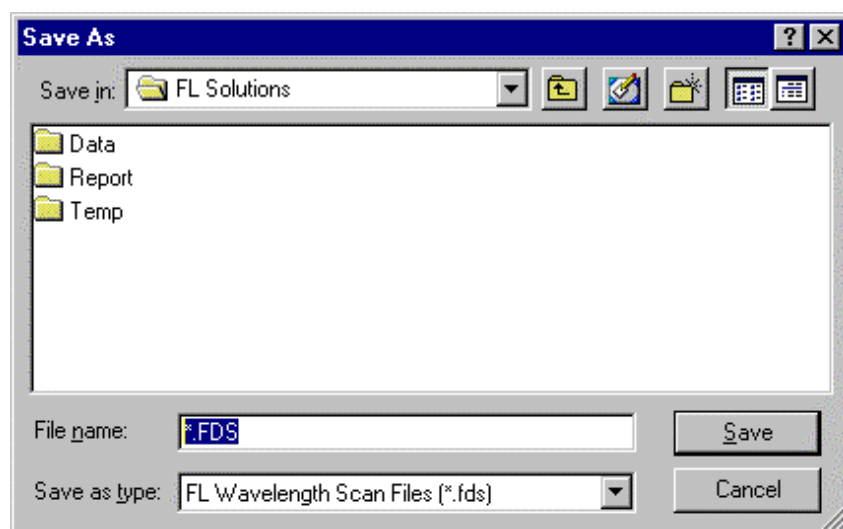 Save As
Save in: FL Solutions
Data
Report
Temp
File name: *.FDS Save
Save as type: FL Wavelength Scan Files (*.fds) Cancel